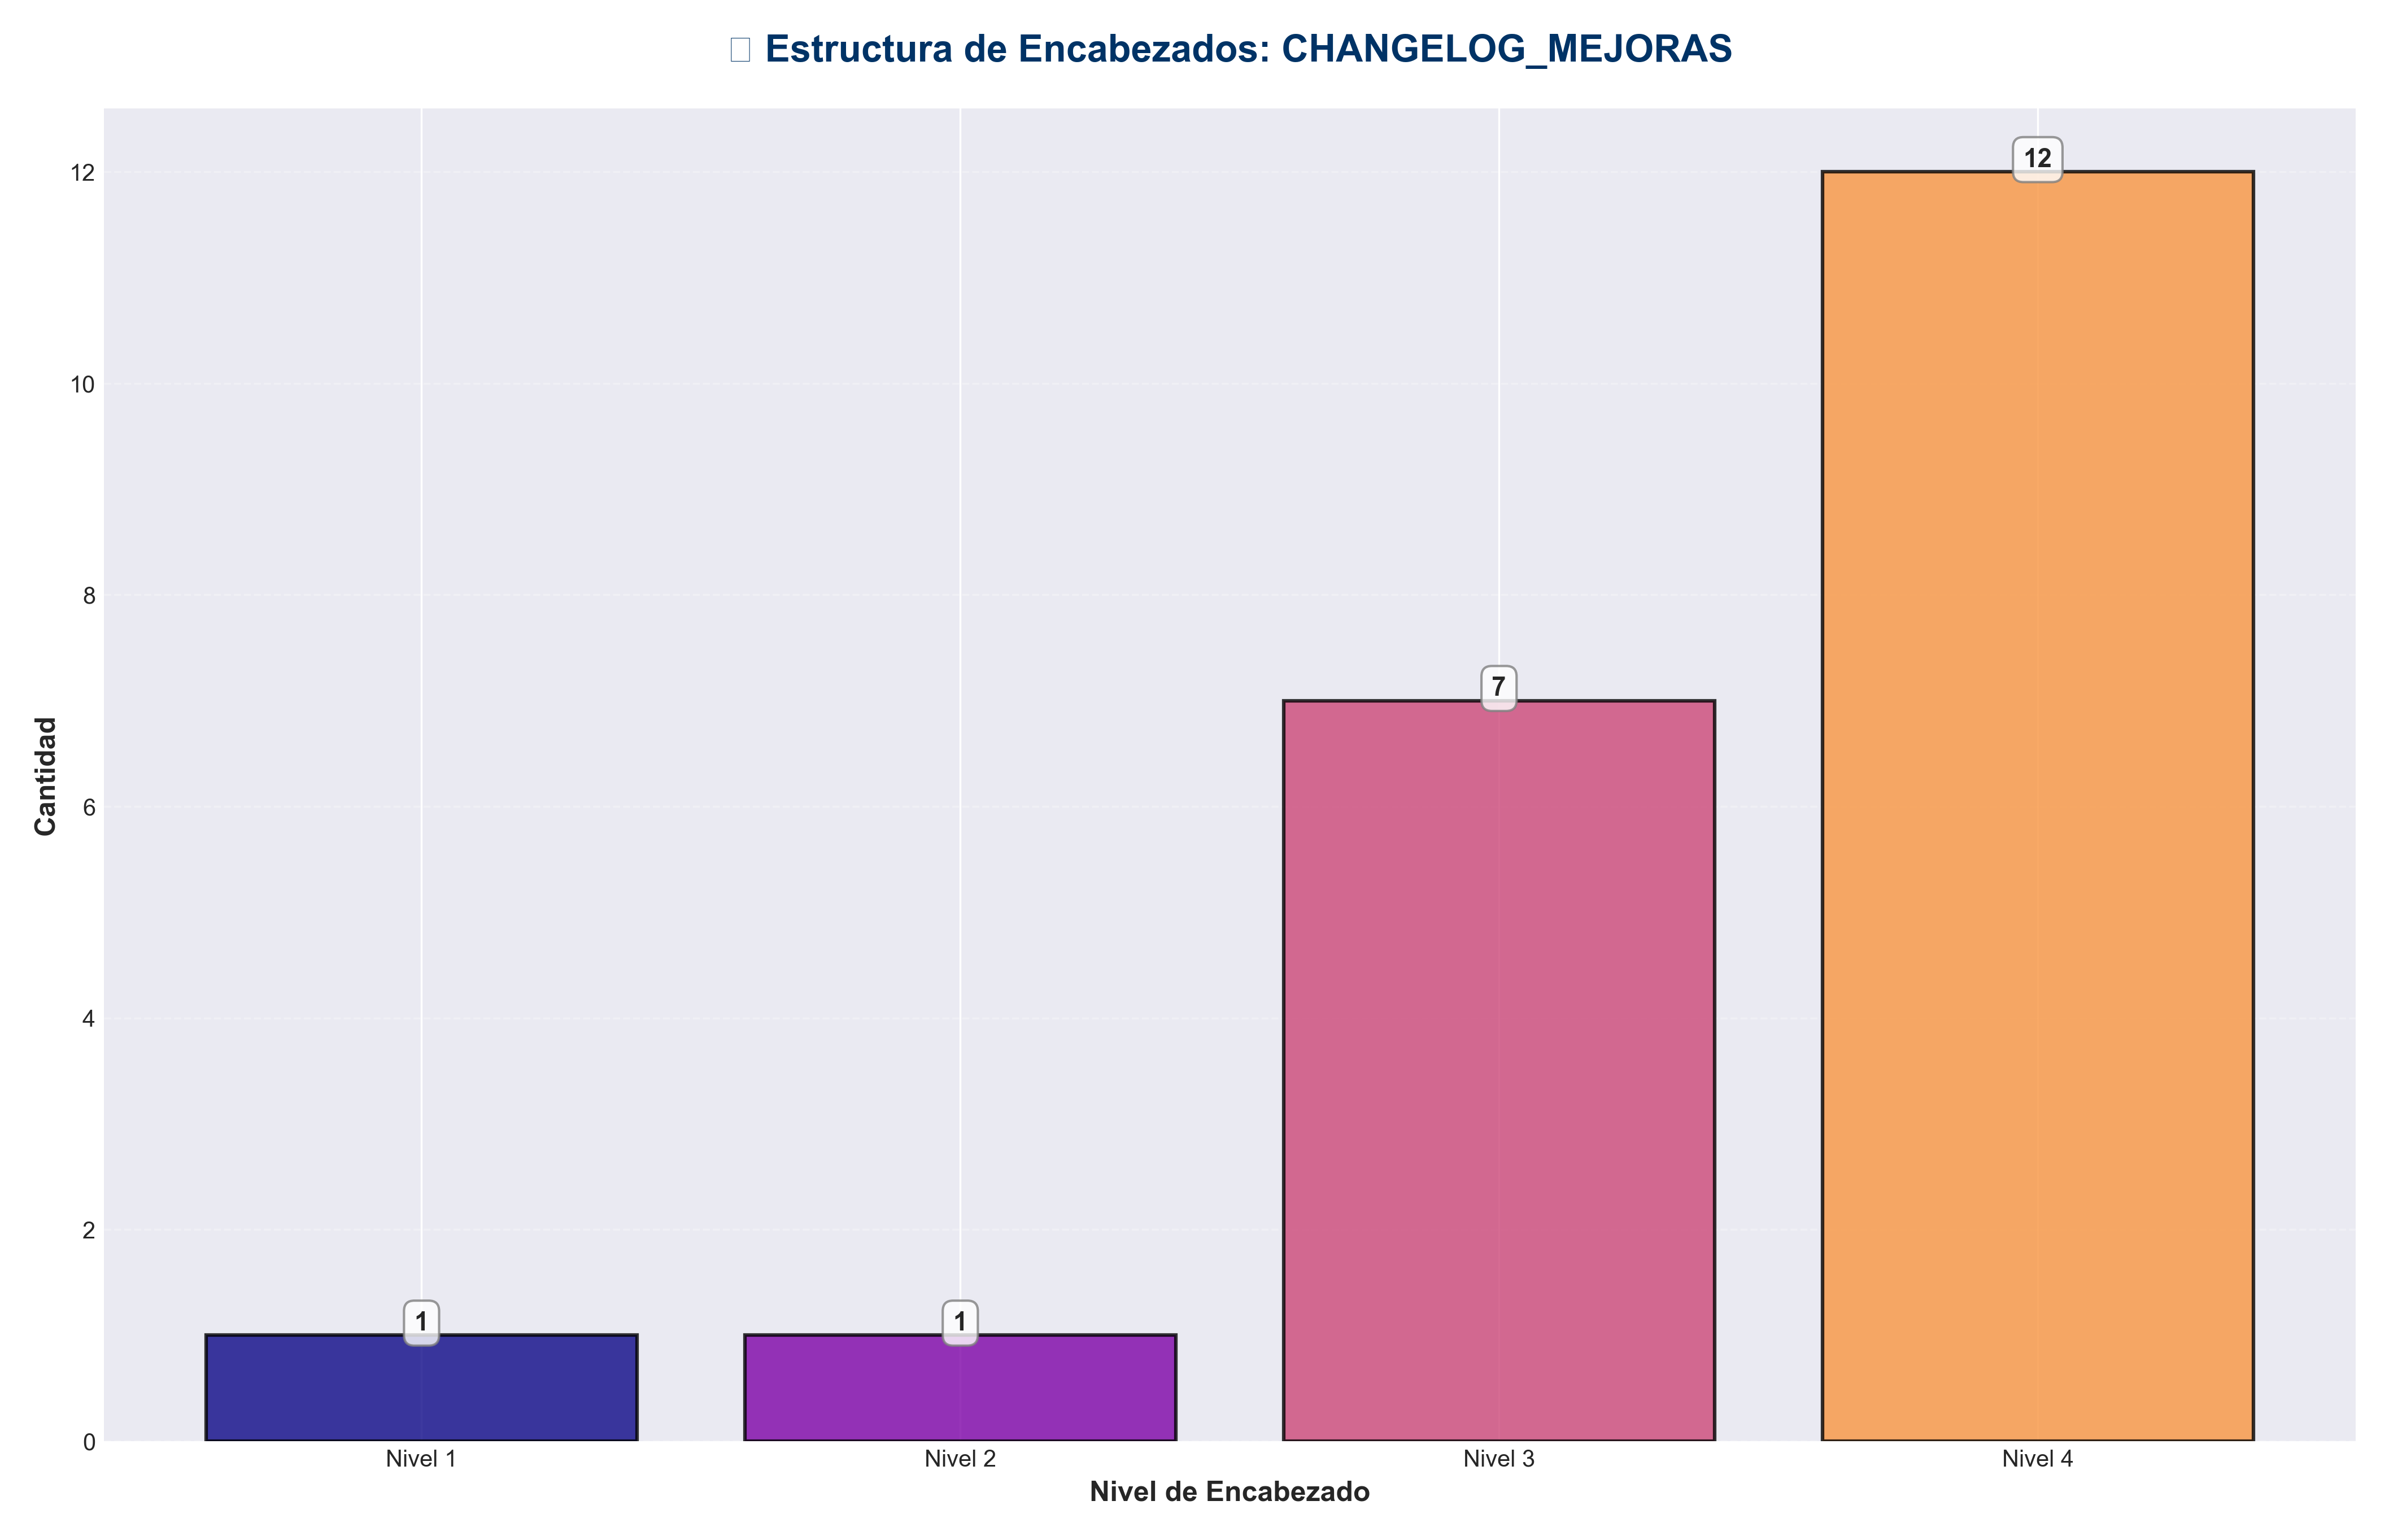 Estructura de Encabezados: CHANGELOG_MEJORAS
12
10
8
6
4
2
0
Cantidad
1
1
7
12
Nivel 1
Nivel 2
Nivel 3
Nivel 4
Nivel de Encabezado